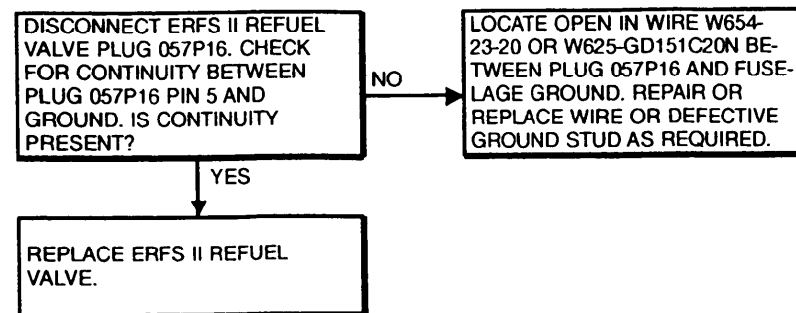 DISCONNECT ERFS II REFUEL
VALVE PLUG 057P16. CHECK
FOR CONTINUITY BETWEEN
PLUG 057P16 PIN 5 AND
GROUND. IS CONTINUITY
PRESENT?
NO
LOCATE OPEN IN WIRE W654-
23-20 OR W625-GD151C20N BE-
TWEEN PLUG 057P16 AND FUSE-
LAGE GROUND. REPAIR OR
REPLACE WIRE OR DEFECTIVE
GROUND STUD AS REQUIRED.
YES
REPLACE ERFS II REFUEL
VALVE.